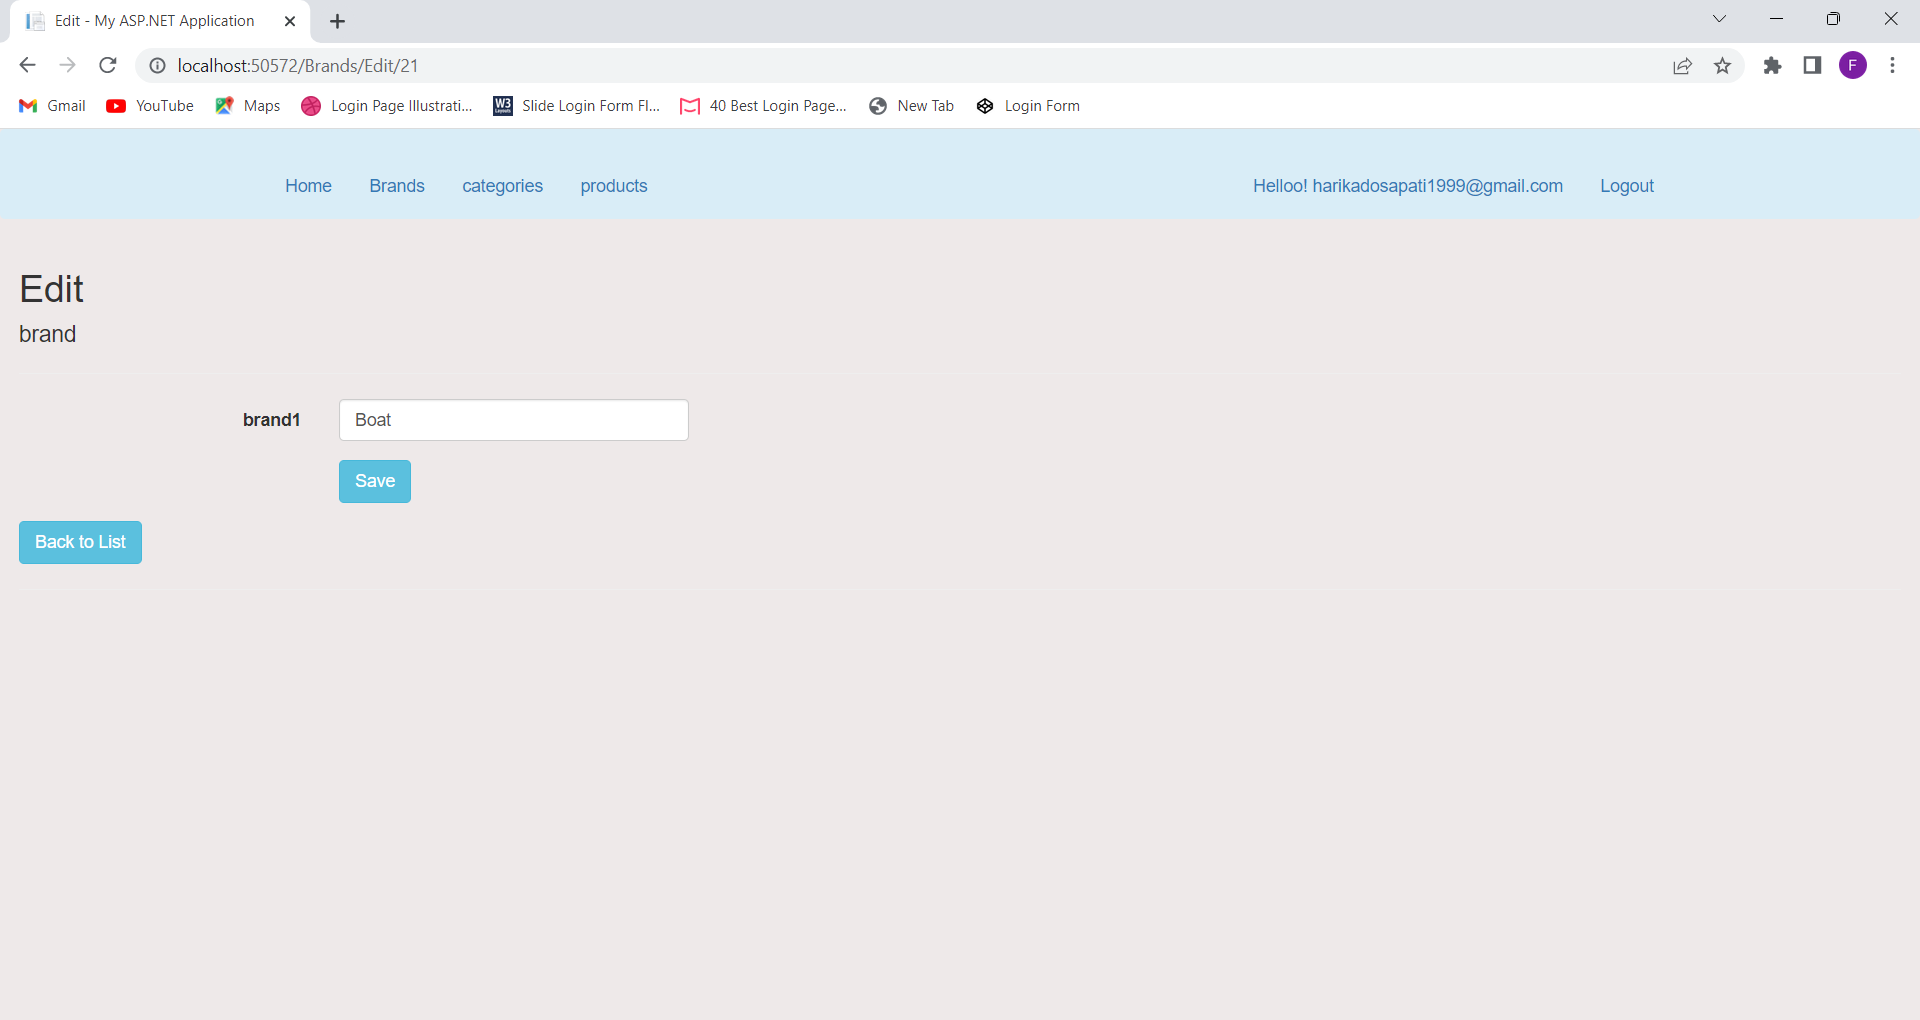 Edit - My ASP.NET Application
localhost:50572/Brands/Edit/21
F
Gmail YouTube Maps Login Page Illustrati... W3 Layouts Slide Login Form Fl... 40 Best Login Page... New Tab Login Form
Home Brands categories products Helloo! harikadosapati1999@gmail.com Logout
Edit
brand
brand1 Boat
Save
Back to List